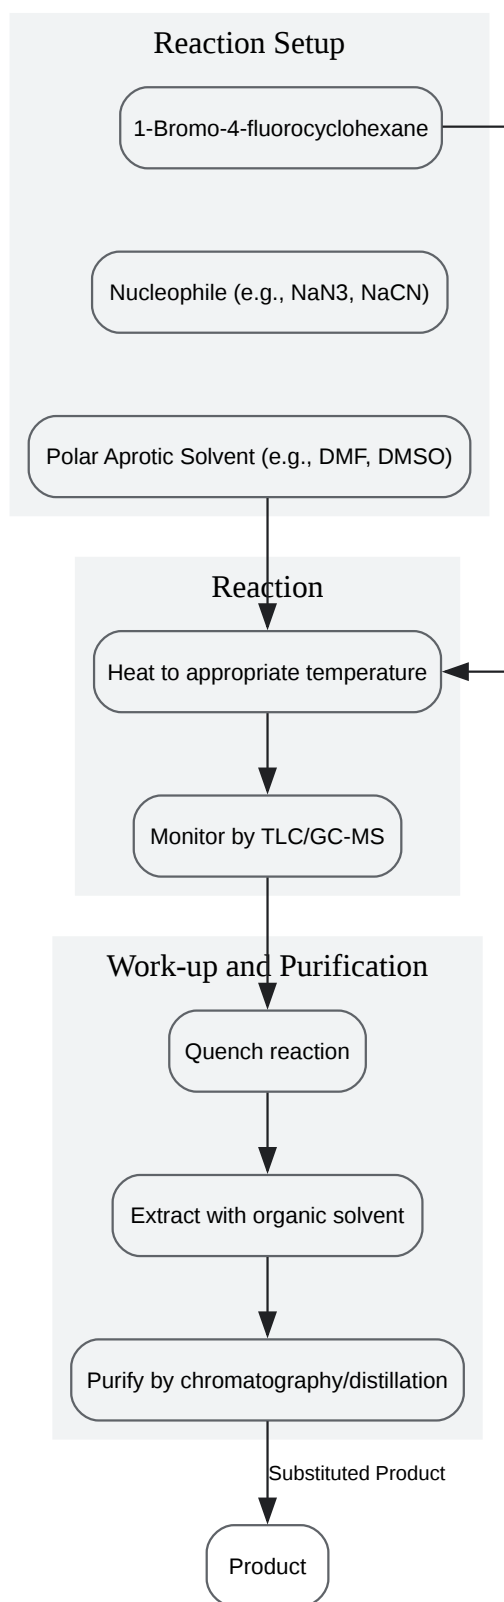 Reaction Setup
1-Bromo-4-fluorocyclohexane
Nucleophile (e.g., NaN3, NaCN)
Polar Aprotic Solvent (e.g., DMF, DMSO)
Reaction
Heat to appropriate temperature
Monitor by TLC/GC-MS
Work-up and Purification
Quench reaction
Extract with organic solvent
Purify by chromatography/distillation
Substituted Product
Product